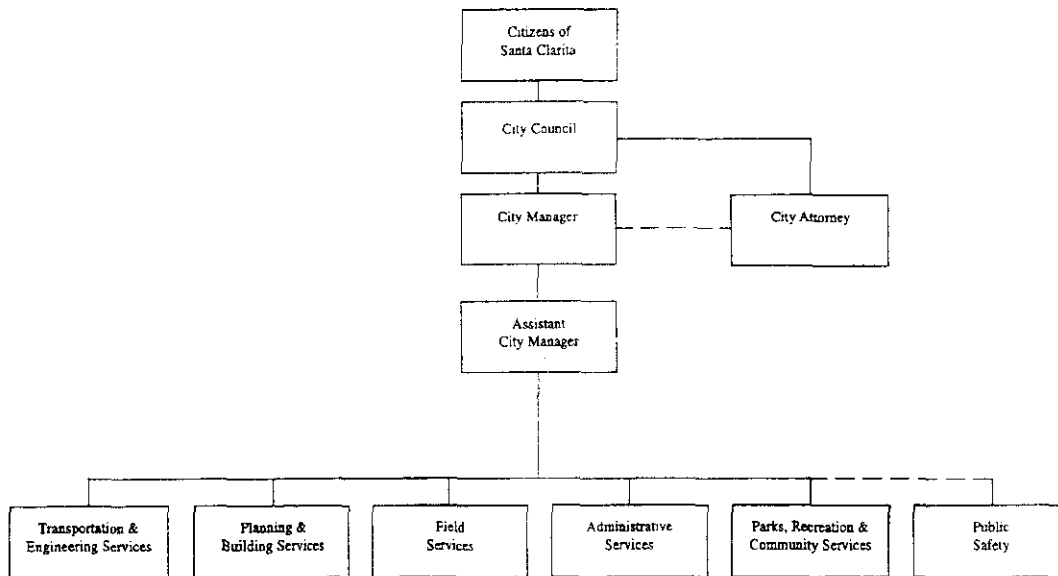 Citizens of
Santa Clarita
City Council
City Manager
City Attorney
Assistant
City Manager
Transportation &
Engineering Services
Planning &
Building Services
Field
Services
Administrative
Services
Parks, Recreation &
Community Services
Public
Safety